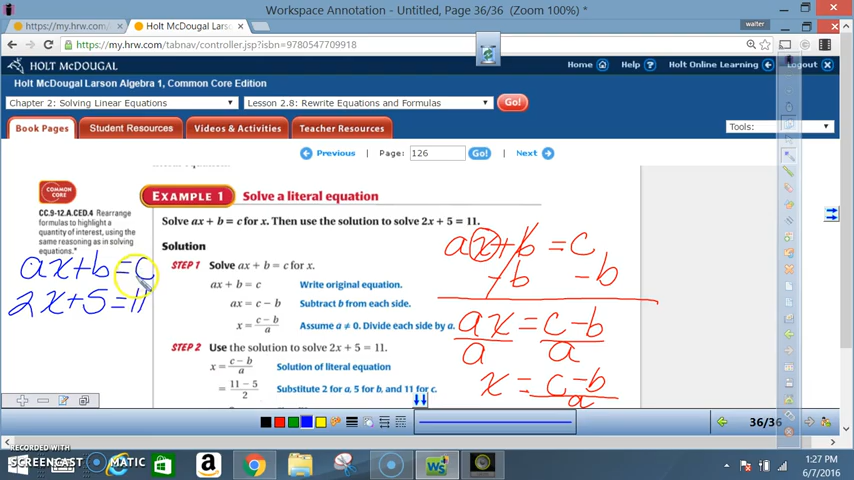 Workspace Annotation - Untitled, Page 36/36 (Zoom 100%) *
https://my.hrw.com/index.jsp
Holt McDougal
walter
https://my.hrw.com/tabnav/controller.jsp?isbn=9780547709918
HOLT McDOUGAL
Home
Help
Holt Online Learning
Logout
Holt McDougal Larson Algebra 1, Common Core Edition
Chapter 2: Solving Linear Equations
Lesson 2.8: Rewrite Equations and Formulas
Go!
Book Pages
Student Resources
Videos & Activities
Teacher Resources
Tools:
Previous
Page: 126
Go!
Next
literal equation.
COMMON CORE
EXAMPLE 1
Solve a literal equation
CC.9-12.A.CED.4 Rearrange
formulas to highlight a
quantity of interest, using the
same reasoning as in solving
equations.*
Solve ax + b = c for x. Then use the solution to solve 2x + 5 = 11.
Solution
STEP 1 Solve ax + b = c for x.
ax + b = c Write original equation.
ax = c − b Subtract b from each side.
x = c − b / a Assume a ≠ 0. Divide each side by a.
STEP 2 Use the solution to solve 2x + 5 = 11.
x = c − b / a Solution of literal equation
= 11 − 5 / 2 Substitute 2 for a, 5 for b, and 11 for c.
ax+b=c
2x+5=11
ax+b=c
-b -b
ax = c-b
a a
x = c-b
a
36/36
RECORDED WITH
SCREENCAST MATIC
1:27 PM
6/7/2016